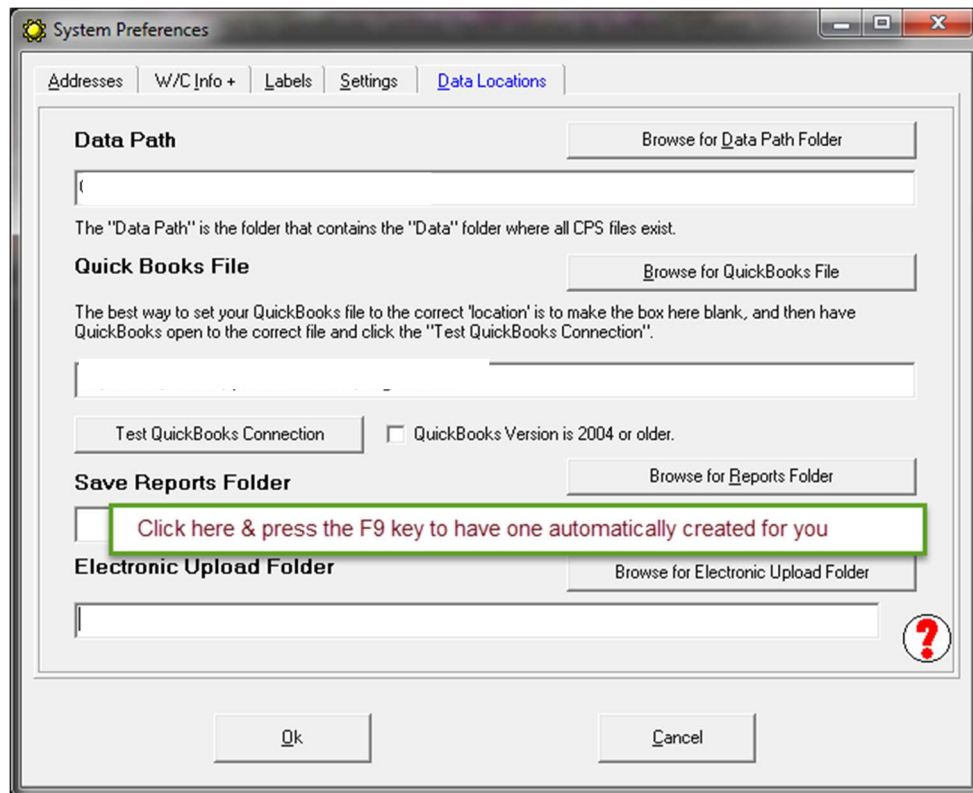 System Preferences
Addresses W/C Info + Labels Settings Data Locations
Data Path
Browse for Data Path Folder
The "Data Path" is the folder that contains the "Data" folder where all CPS files exist.
Quick Books File
Browse for QuickBooks File
The best way to set your QuickBooks file to the correct 'location' is to make the box here blank, and then have
QuickBooks open to the correct file and click the "Test QuickBooks Connection".
Test QuickBooks Connection
QuickBooks Version is 2004 or older.
Save Reports Folder
Browse for Reports Folder
Click here & press the F9 key to have one automatically created for you
Electronic Upload Folder
Browse for Electronic Upload Folder
?
Ok
Cancel